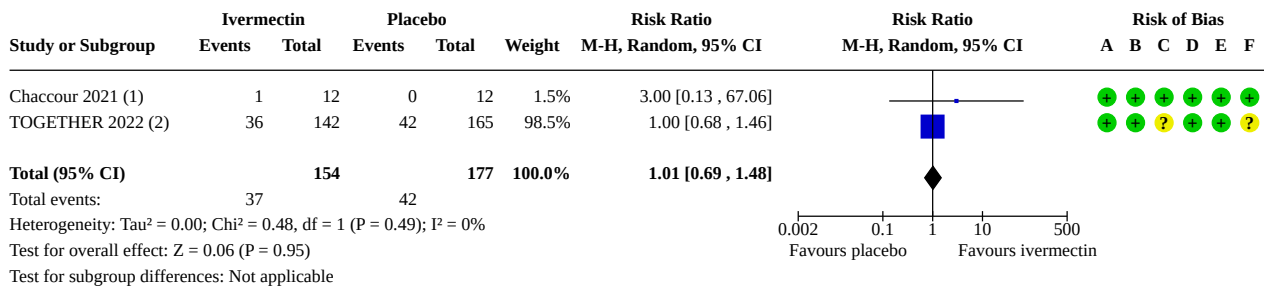 Ivermectin Placebo Risk Ratio Risk Ratio Risk of Bias
Study or Subgroup Events Total Events Total Weight M-H, Random, 95% CI M-H, Random, 95% CI A B C D E F
Chaccour 2021 (1) 1 12 0 12 1.5% 3.00 [0.13 , 67.06] + + + + + +
TOGETHER 2022 (2) 36 142 42 165 98.5% 1.00 [0.68 , 1.46] + + ? + + ?
Total (95% CI) 154 177 100.0% 1.01 [0.69 , 1.48]
Total events: 37 42
Heterogeneity: Tau² = 0.00; Chi² = 0.48, df = 1 (P = 0.49); I² = 0%
0.002 0.1 1 10 500
Test for overall effect: Z = 0.06 (P = 0.95)
Favours placebo Favours ivermectin
Test for subgroup differences: Not applicable